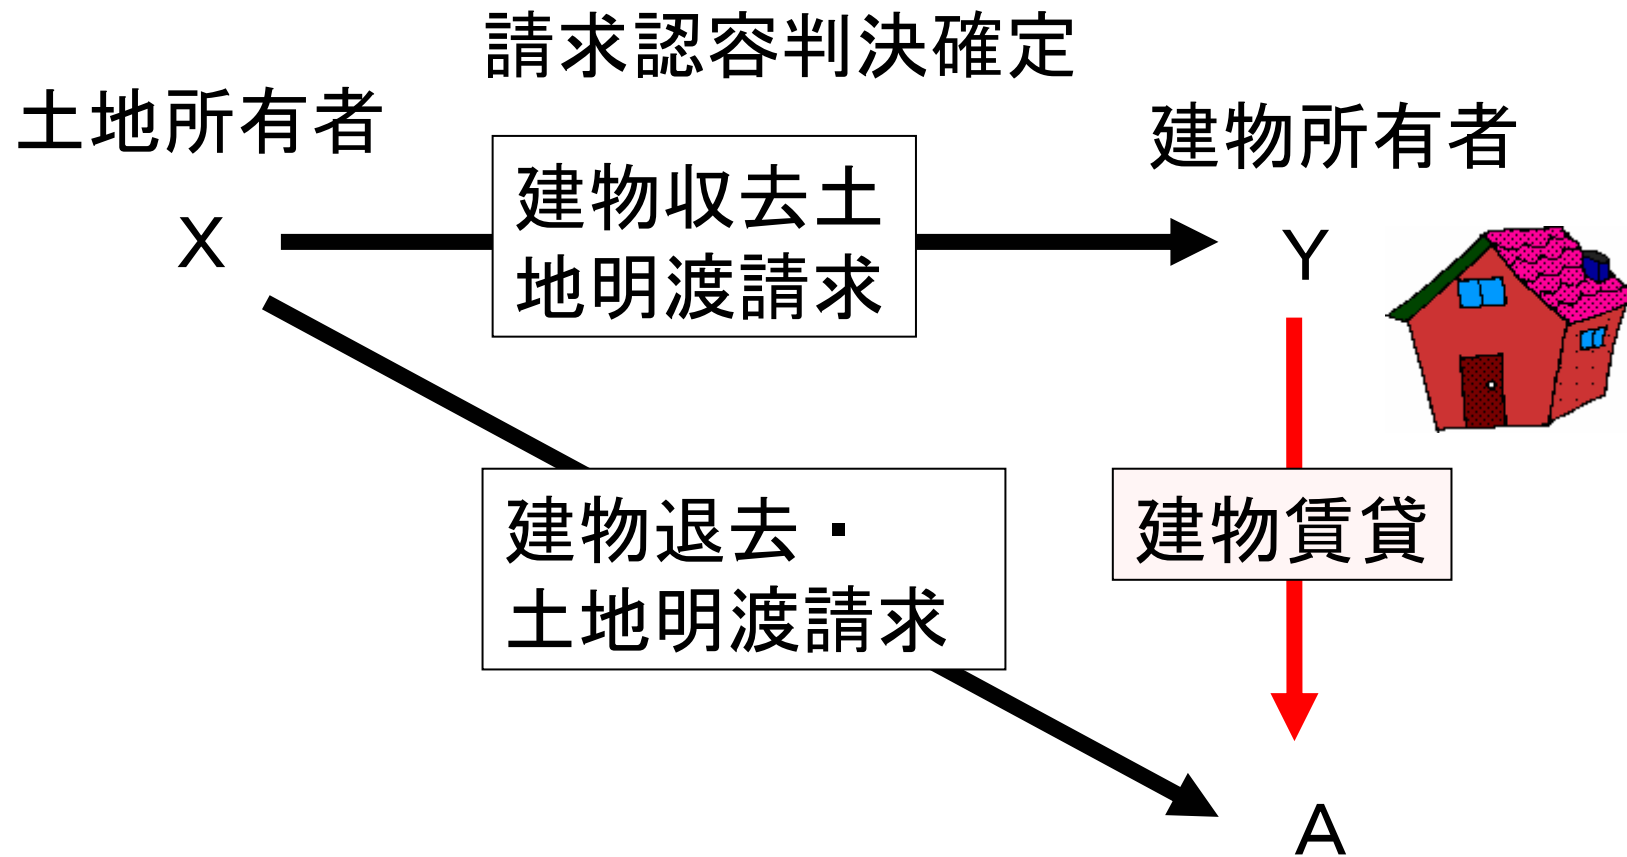 請求認容判決確定
土地所有者
建物所有者
建物収去土
地明渡請求
X
Y
建物退去・
土地明渡請求
建物賃貸
A